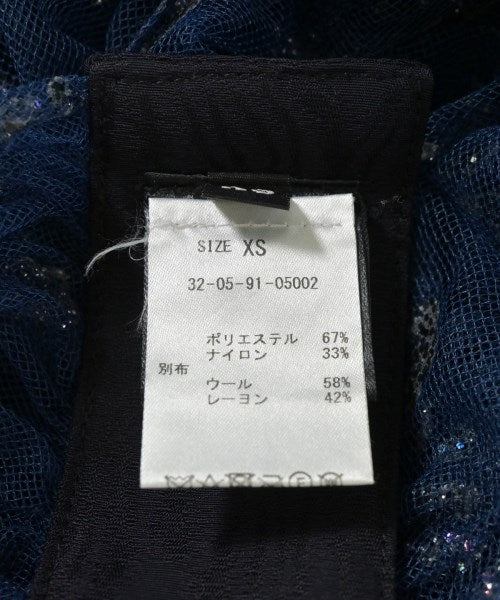 SIZE XS
32-05-91-05002
ポリエステル 67%
ナイロン 33%
別布
ウール 58%
レーヨン 42%